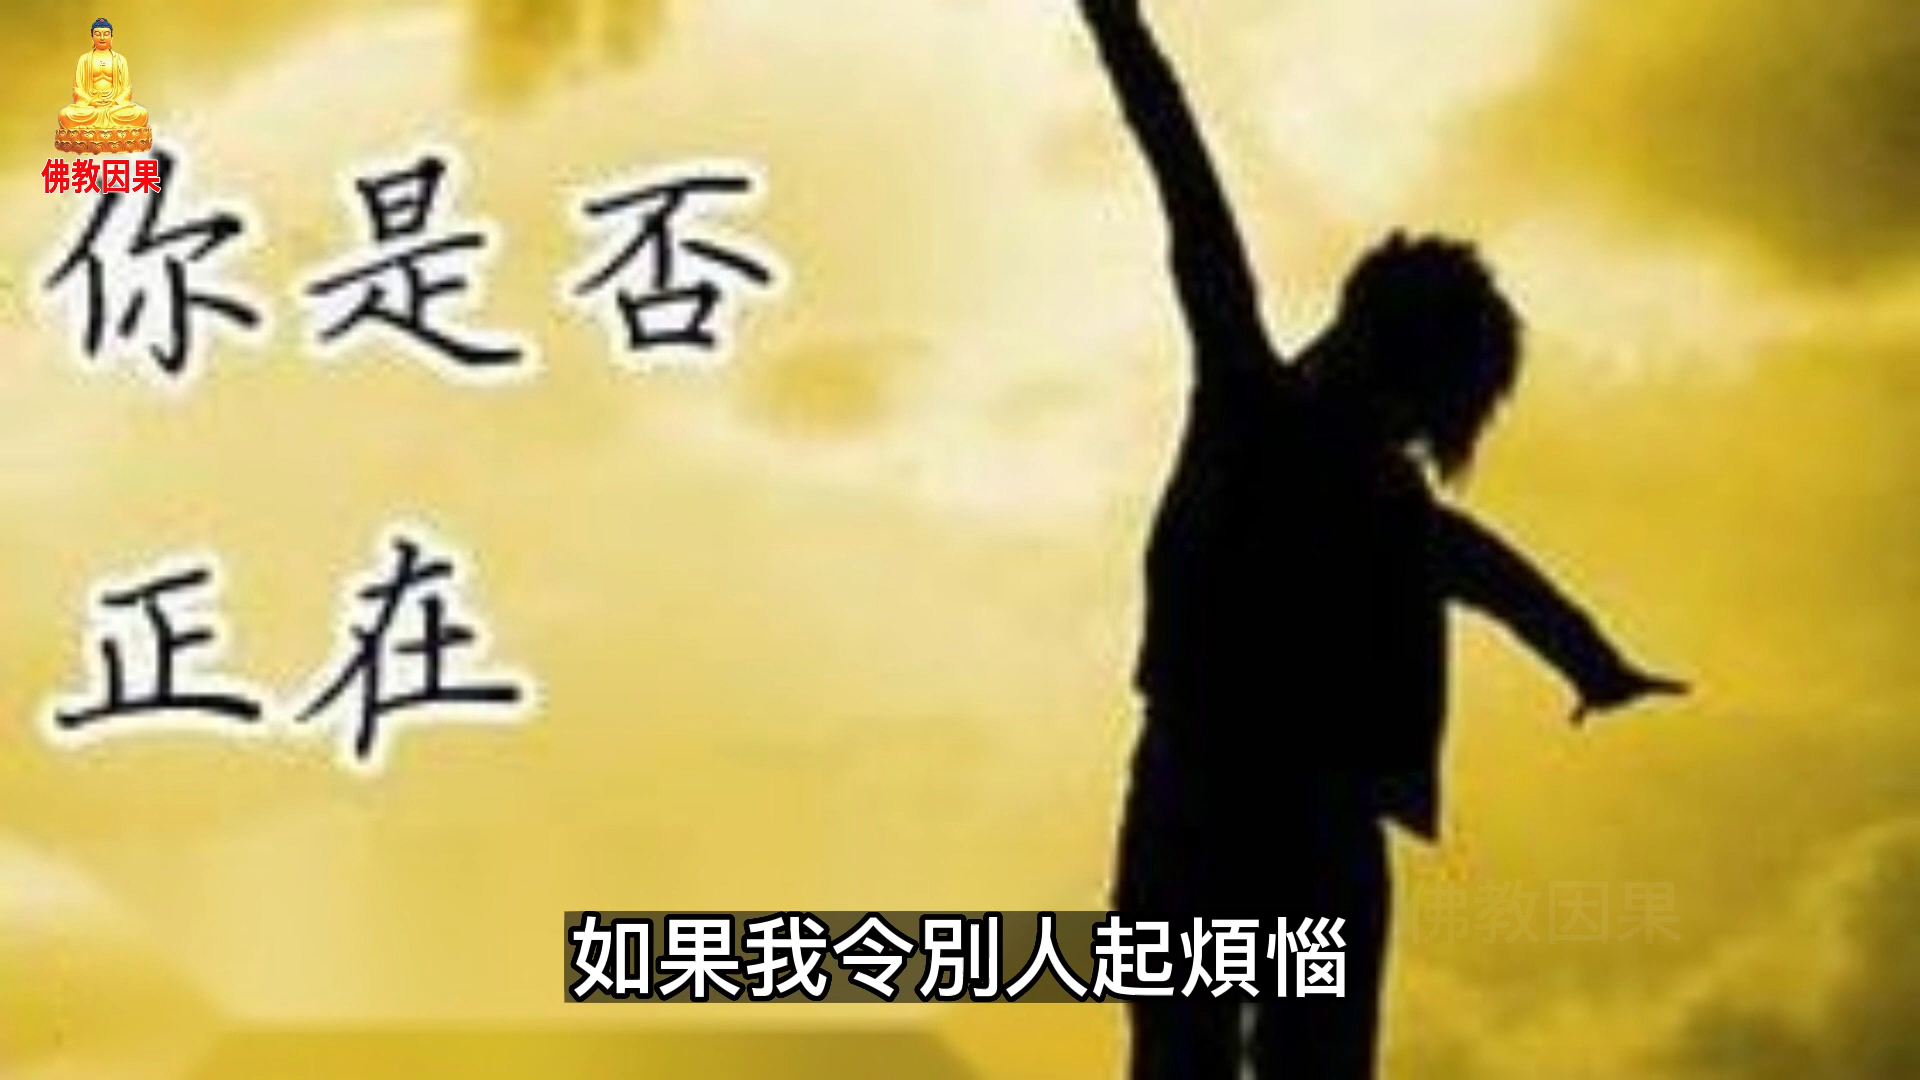 佛教因果
你是否
正在
佛教因果
如果我令別人起煩惱